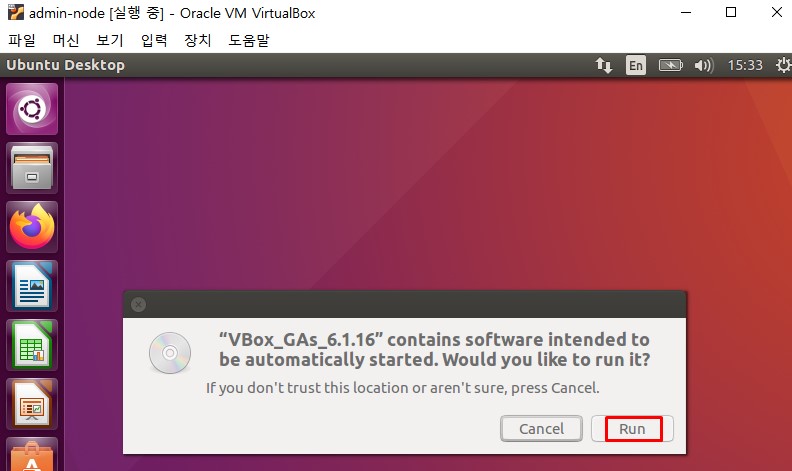 admin-node [실행 중] - Oracle VM VirtualBox
파일 머신 보기 입력 장치 도움말
Ubuntu Desktop En 15:33
“VBox_GAs_6.1.16” contains software intended to
be automatically started. Would you like to run it?
If you don't trust this location or aren't sure, press Cancel.
Cancel Run